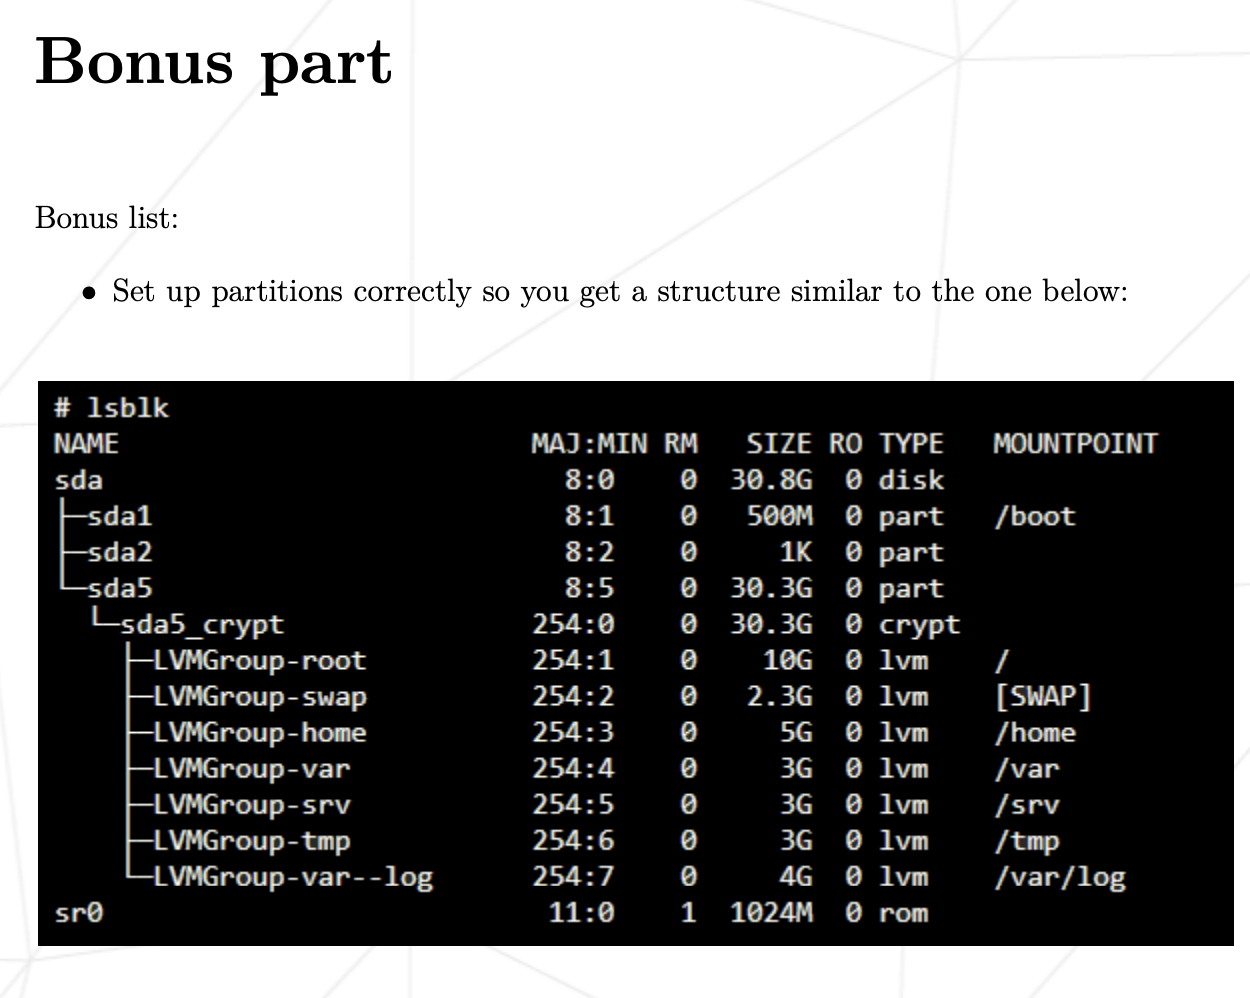 Bonus part
Bonus list:
• Set up partitions correctly so you get a structure similar to the one below:
# lsblk
NAME MAJ:MIN RM SIZE RO TYPE MOUNTPOINT
sda 8:0 0 30.8G 0 disk
├─sda1 8:1 0 500M 0 part /boot
├─sda2 8:2 0 1K 0 part
└─sda5 8:5 0 30.3G 0 part
└─sda5_crypt 254:0 0 30.3G 0 crypt
├─LVMGroup-root 254:1 0 10G 0 lvm /
├─LVMGroup-swap 254:2 0 2.3G 0 lvm [SWAP]
├─LVMGroup-home 254:3 0 5G 0 lvm /home
├─LVMGroup-var 254:4 0 3G 0 lvm /var
├─LVMGroup-srv 254:5 0 3G 0 lvm /srv
├─LVMGroup-tmp 254:6 0 3G 0 lvm /tmp
└─LVMGroup-var--log 254:7 0 4G 0 lvm /var/log
sr0 11:0 1 1024M 0 rom